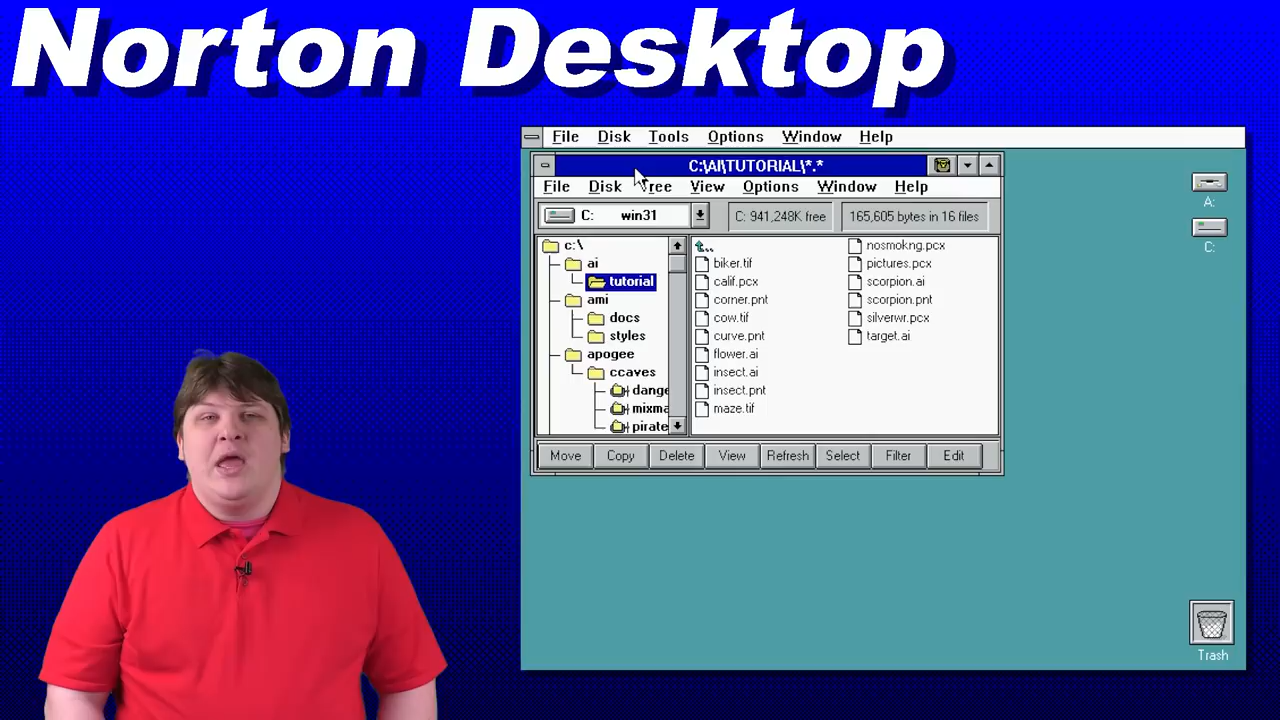 Norton Desktop
File Disk Tools Options Window Help
C:\AI\TUTORIAL\*.*
File Disk Tree View Options Window Help
C: win31
C: 941,248K free
165,605 bytes in 16 files
c:\
ai
tutorial
ami
docs
styles
apogee
ccaves
dange
mixma
pirate
..
biker.tif
calif.pcx
corner.pnt
cow.tif
curve.pnt
flower.ai
insect.ai
insect.pnt
maze.tif
nosmokng.pcx
pictures.pcx
scorpion.ai
scorpion.pnt
silverwr.pcx
target.ai
Move Copy Delete View Refresh Select Filter Edit
A:
C:
Trash